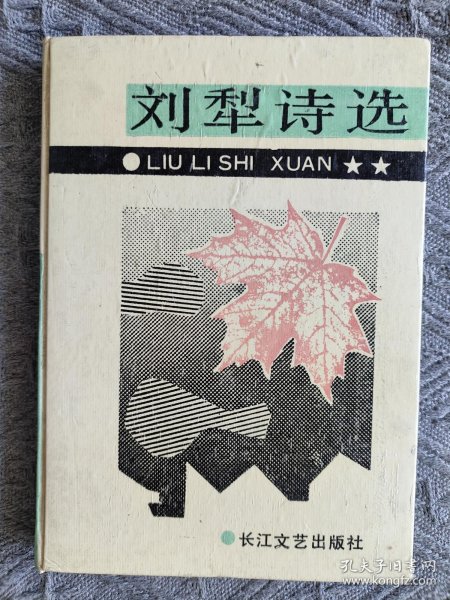 刘犁诗选
LIU LI SHI XUAN
长江文艺出版社
孔夫子旧书网
www.kongfz.com